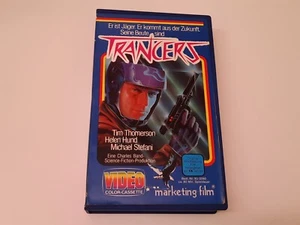 Er ist Jäger. Er kommt aus der Zukunft.
Seine Beute sind
TRANCERS
Tim Thomerson
Helen Hund
Michael Stefani
Eine Charles Band
Science-Fiction-Produktion
VIDEO
COLOR-CASSETTE
marketing film